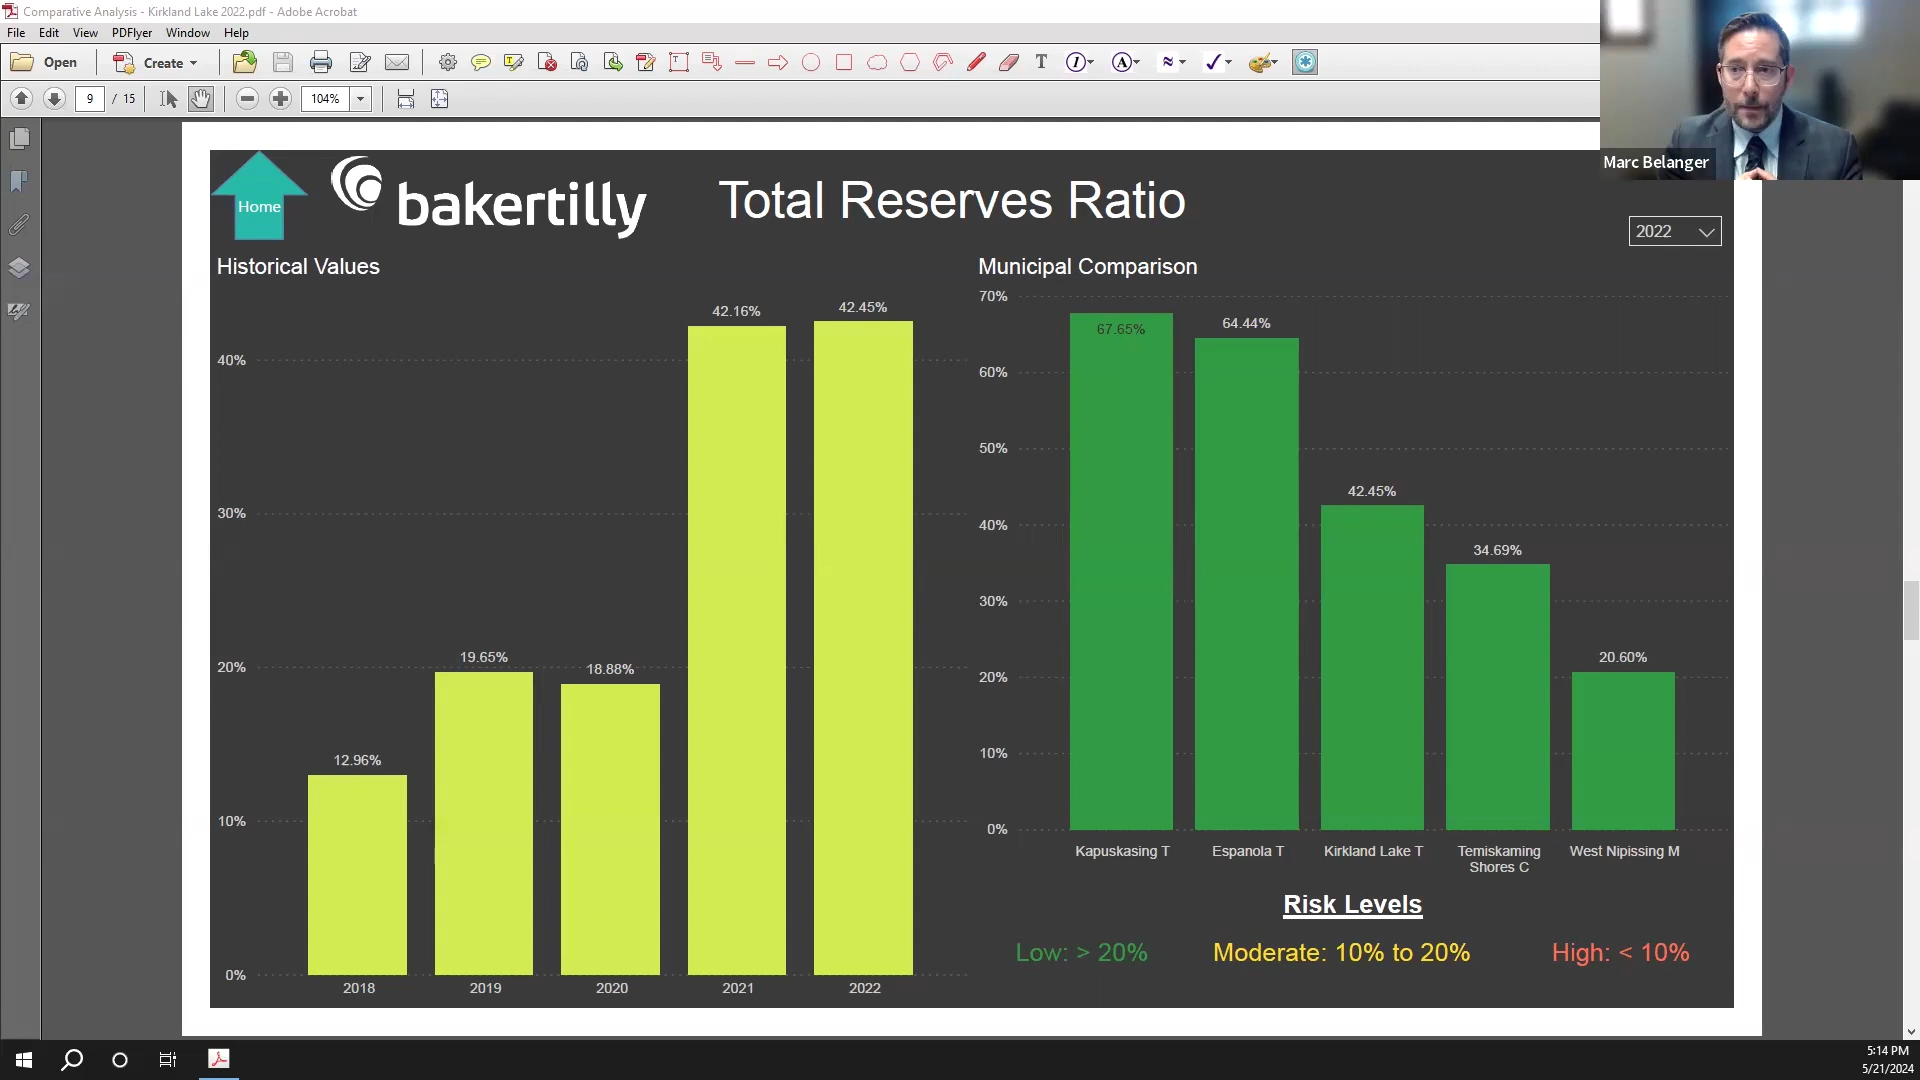 Comparative Analysis - Kirkland Lake 2022.pdf - Adobe Acrobat
File Edit View PDFlyer Window Help
Open Create
9 / 15 104%
Marc Belanger
Home
bakertilly
Total Reserves Ratio
2022
Historical Values
42.16%
42.45%
40%
30%
19.65%
18.88%
20%
12.96%
10%
0%
2018 2019 2020 2021 2022
Municipal Comparison
70%
67.65%
64.44%
60%
50%
42.45%
40%
34.69%
30%
20.60%
20%
10%
0%
Kapuskasing T Espanola T Kirkland Lake T Temiskaming West Nipissing M
Shores C
Risk Levels
Low: > 20% Moderate: 10% to 20% High: < 10%
5:14 PM
5/21/2024